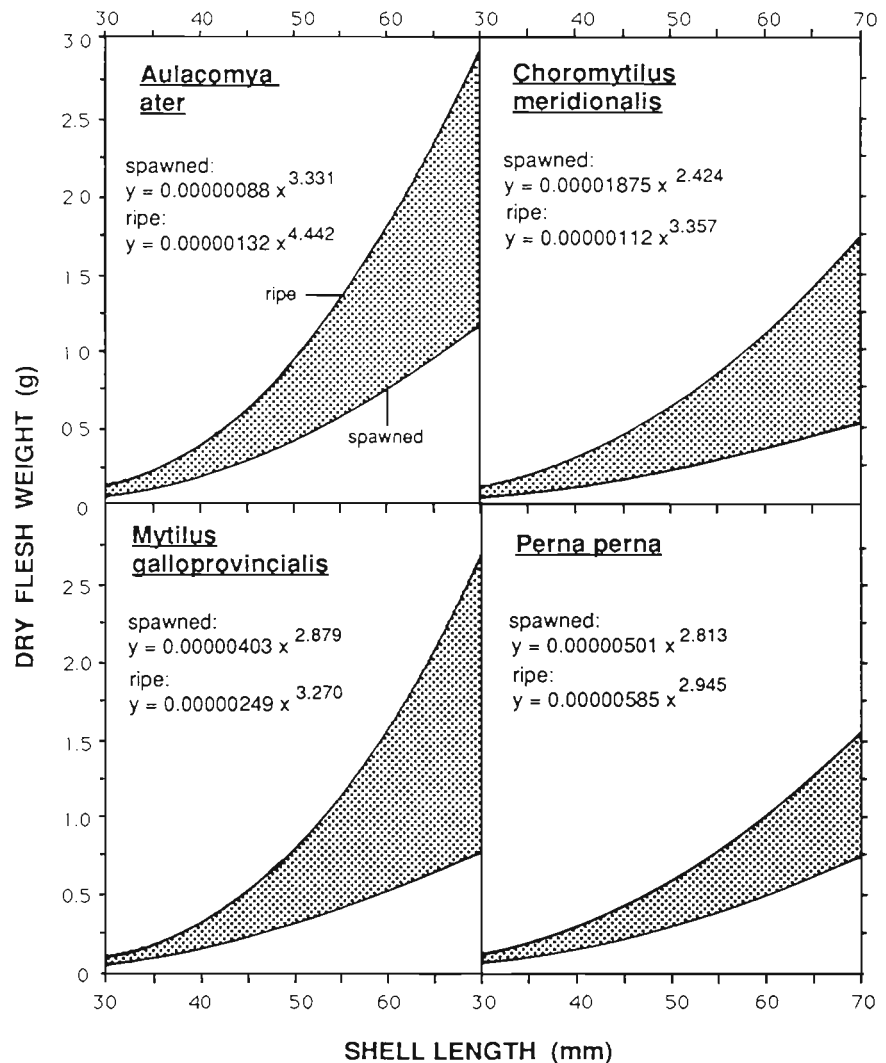 30 40 50 60 30 40 50 60 70
Aulacomya
ater
spawned:
y = 0.00000088 x 3.331
ripe:
y = 0.00000132 x 4.442
ripe
spawned
Choromytilus
meridionalis
spawned:
y = 0.00001875 x 2.424
ripe:
y = 0.00000112 x 3.357
3.0
2.5
2.0
1.5
1.0
0.5
0
Mytilus
galloprovincialis
spawned:
y = 0.00000403 x 2.879
ripe:
y = 0.00000249 x 3.270
Perna perna
spawned:
y = 0.00000501 x 2.813
ripe:
y = 0.00000585 x 2.945
2.5
2.0
1.5
1.0
0.5
0
DRY FLESH WEIGHT (g)
30 40 50 60 30 40 50 60 70
SHELL LENGTH (mm)